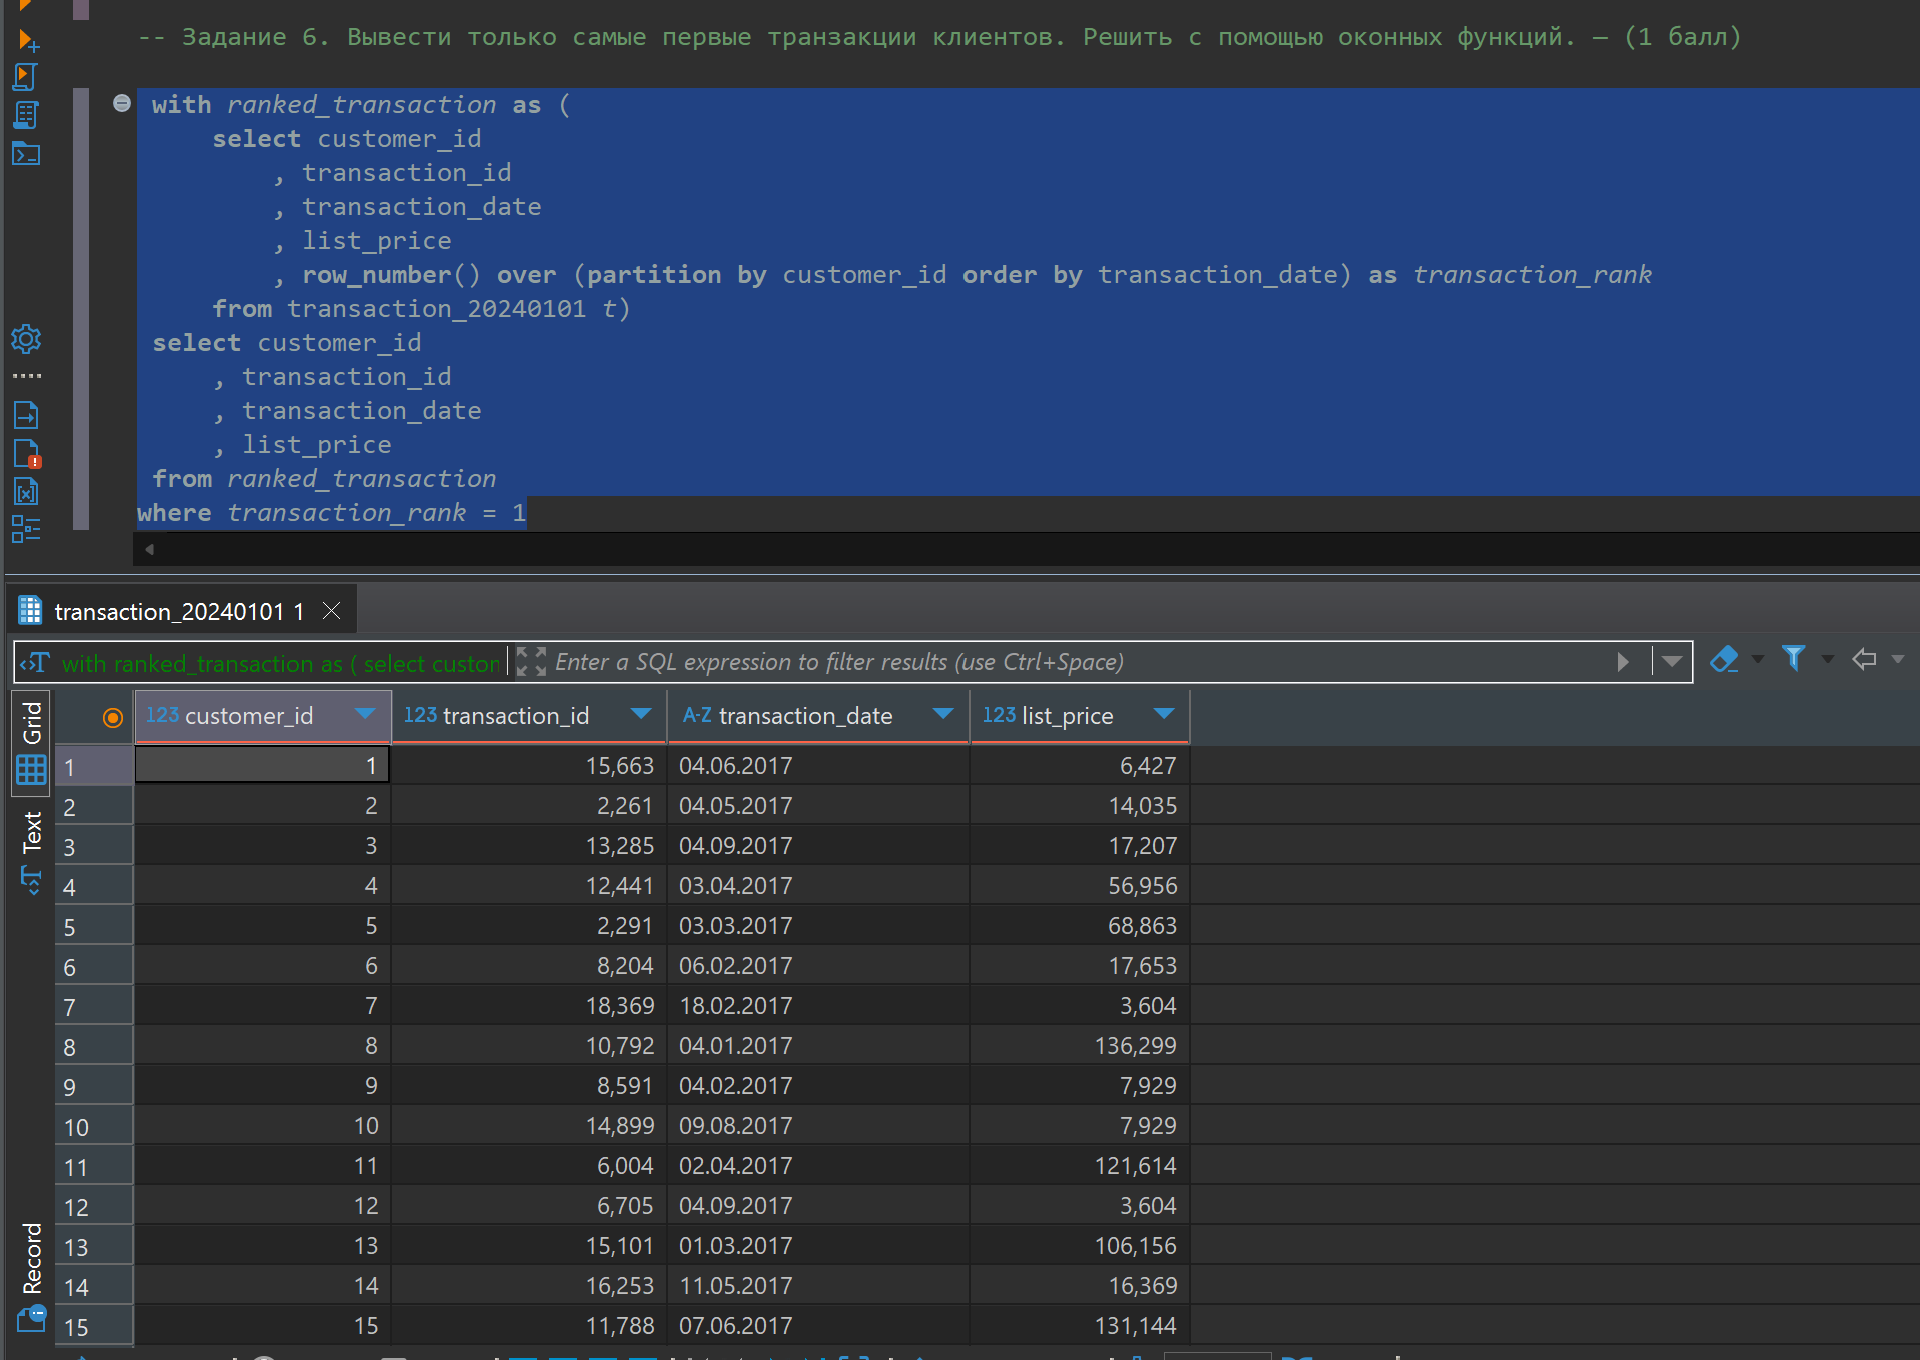 -- Задание 6. Вывести только самые первые транзакции клиентов. Решить с помощью оконных функций. — (1 балл)
with ranked_transaction as (
select customer_id
, transaction_id
, transaction_date
, list_price
, row_number() over (partition by customer_id order by transaction_date) as transaction_rank
from transaction_20240101 t)
select customer_id
, transaction_id
, transaction_date
, list_price
from ranked_transaction
where transaction_rank = 1
transaction_20240101 1
with ranked_transaction as ( select custom
Enter a SQL expression to filter results (use Ctrl+Space)
Grid
Text
Record
123 customer_id 123 transaction_id A-Z transaction_date 123 list_price
1 1 15,663 04.06.2017 6,427
2 2 2,261 04.05.2017 14,035
3 3 13,285 04.09.2017 17,207
4 4 12,441 03.04.2017 56,956
5 5 2,291 03.03.2017 68,863
6 6 8,204 06.02.2017 17,653
7 7 18,369 18.02.2017 3,604
8 8 10,792 04.01.2017 136,299
9 9 8,591 04.02.2017 7,929
10 10 14,899 09.08.2017 7,929
11 11 6,004 02.04.2017 121,614
12 12 6,705 04.09.2017 3,604
13 13 15,101 01.03.2017 106,156
14 14 16,253 11.05.2017 16,369
15 15 11,788 07.06.2017 131,144